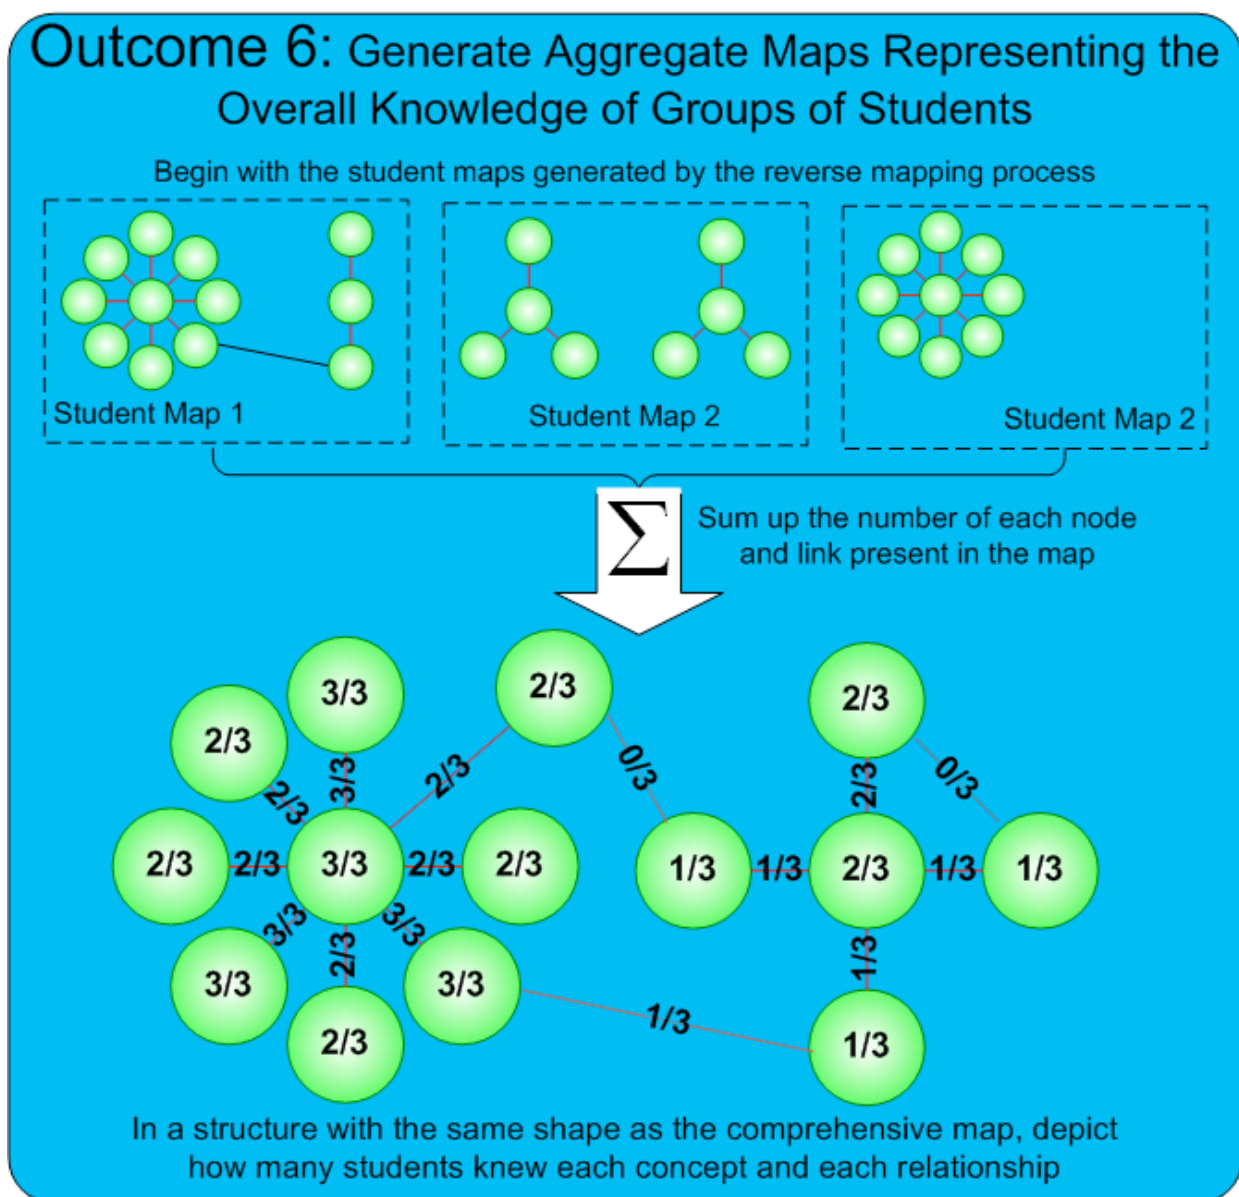 Outcome 6: Generate Aggregate Maps Representing the
Overall Knowledge of Groups of Students
Begin with the student maps generated by the reverse mapping process
Student Map 1
Student Map 2
Student Map 2
Σ
Sum up the number of each node
and link present in the map
3/3
2/3
2/3
2/3
3/3
2/3
2/3
0/3
2/3
0/3
2/3
2/3
2/3
3/3
2/3
2/3
1/3
1/3
2/3
1/3
1/3
3/3
3/3
2/3
1/3
3/3
3/3
2/3
1/3
1/3
In a structure with the same shape as the comprehensive map, depict
how many students knew each concept and each relationship